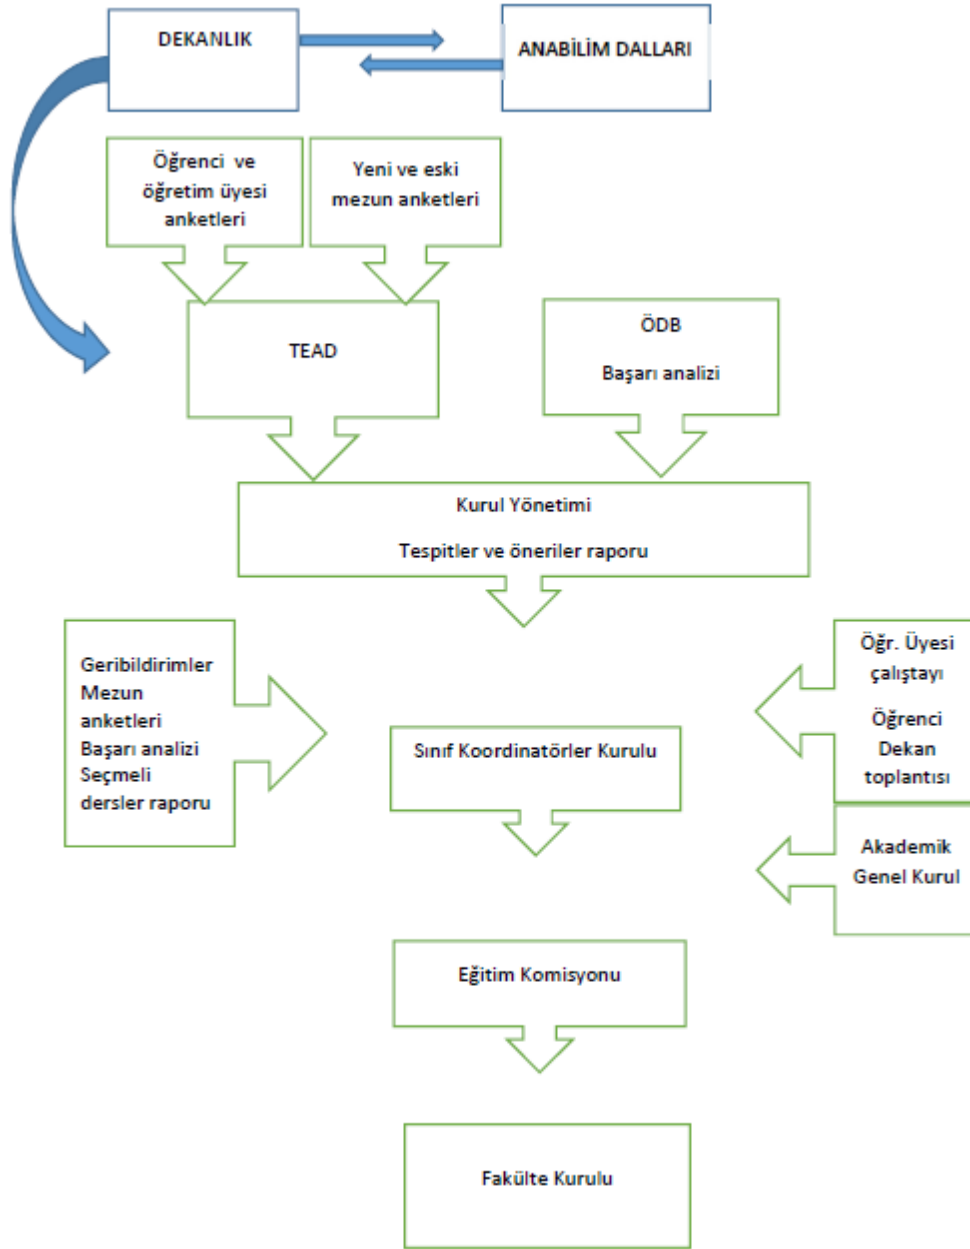 DEKANLIK
ANABİLİM DALLARI
Öğrenci ve
öğretim üyesi
anketleri
Yeni ve eski
mezun anketleri
TEAD
ÖDB
Başarı analizi
Kurul Yönetimi
Tespitler ve öneriler raporu
Geribildirimler
Mezun
anketleri
Başarı analizi
Seçmeli
dersler raporu
Öğr. Üyesi
çalıştayı
Öğrenci
Dekan
toplantısı
Sınıf Koordinatörler Kurulu
Akademik
Genel Kurul
Eğitim Komisyonu
Fakülte Kurulu